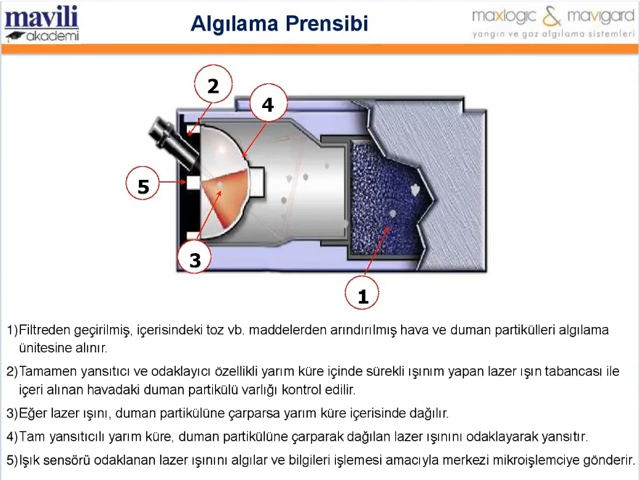 mavili
akademi
Algılama Prensibi
maxlogic & mavigard
yangın ve gaz algılama sistemleri
2
4
5
3
1
1)Filtreden geçirilmiş, içerisindeki toz vb. maddelerden arındırılmış hava ve duman partikülleri algılama
ünitesine alınır.
2)Tamamen yansıtıcı ve odaklayıcı özellikli yarım küre içinde sürekli ışınım yapan lazer ışın tabancası ile
içeri alınan havadaki duman partikülü varlığı kontrol edilir.
3)Eğer lazer ışını, duman partikülüne çarparsa yarım küre içerisinde dağılır.
4)Tam yansıtıcılı yarım küre, duman partikülüne çarparak dağılan lazer ışınını odaklayarak yansıtır.
5)Işık sensörü odaklanan lazer ışınını algılar ve bilgileri işlemesi amacıyla merkezi mikroişlemciye gönderir.